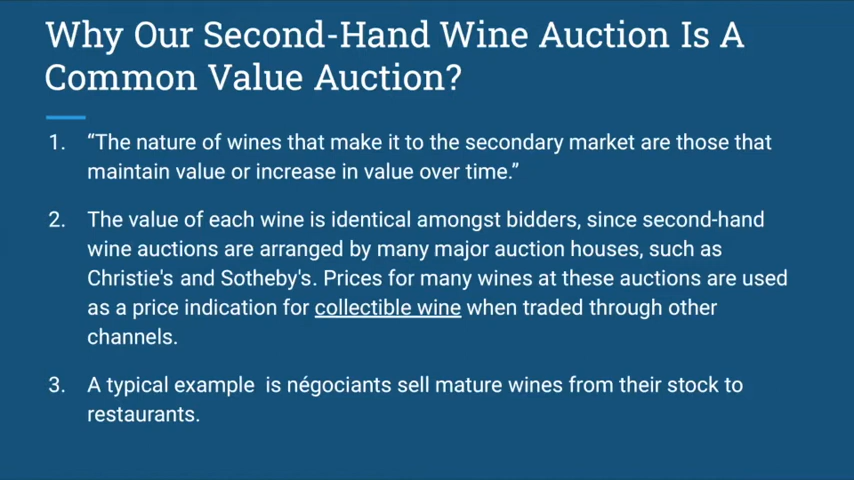 Why Our Second-Hand Wine Auction Is A
Common Value Auction?
1. “The nature of wines that make it to the secondary market are those that
maintain value or increase in value over time.”
2. The value of each wine is identical amongst bidders, since second-hand
wine auctions are arranged by many major auction houses, such as
Christie's and Sotheby's. Prices for many wines at these auctions are used
as a price indication for collectible wine when traded through other
channels.
3. A typical example is négociants sell mature wines from their stock to
restaurants.